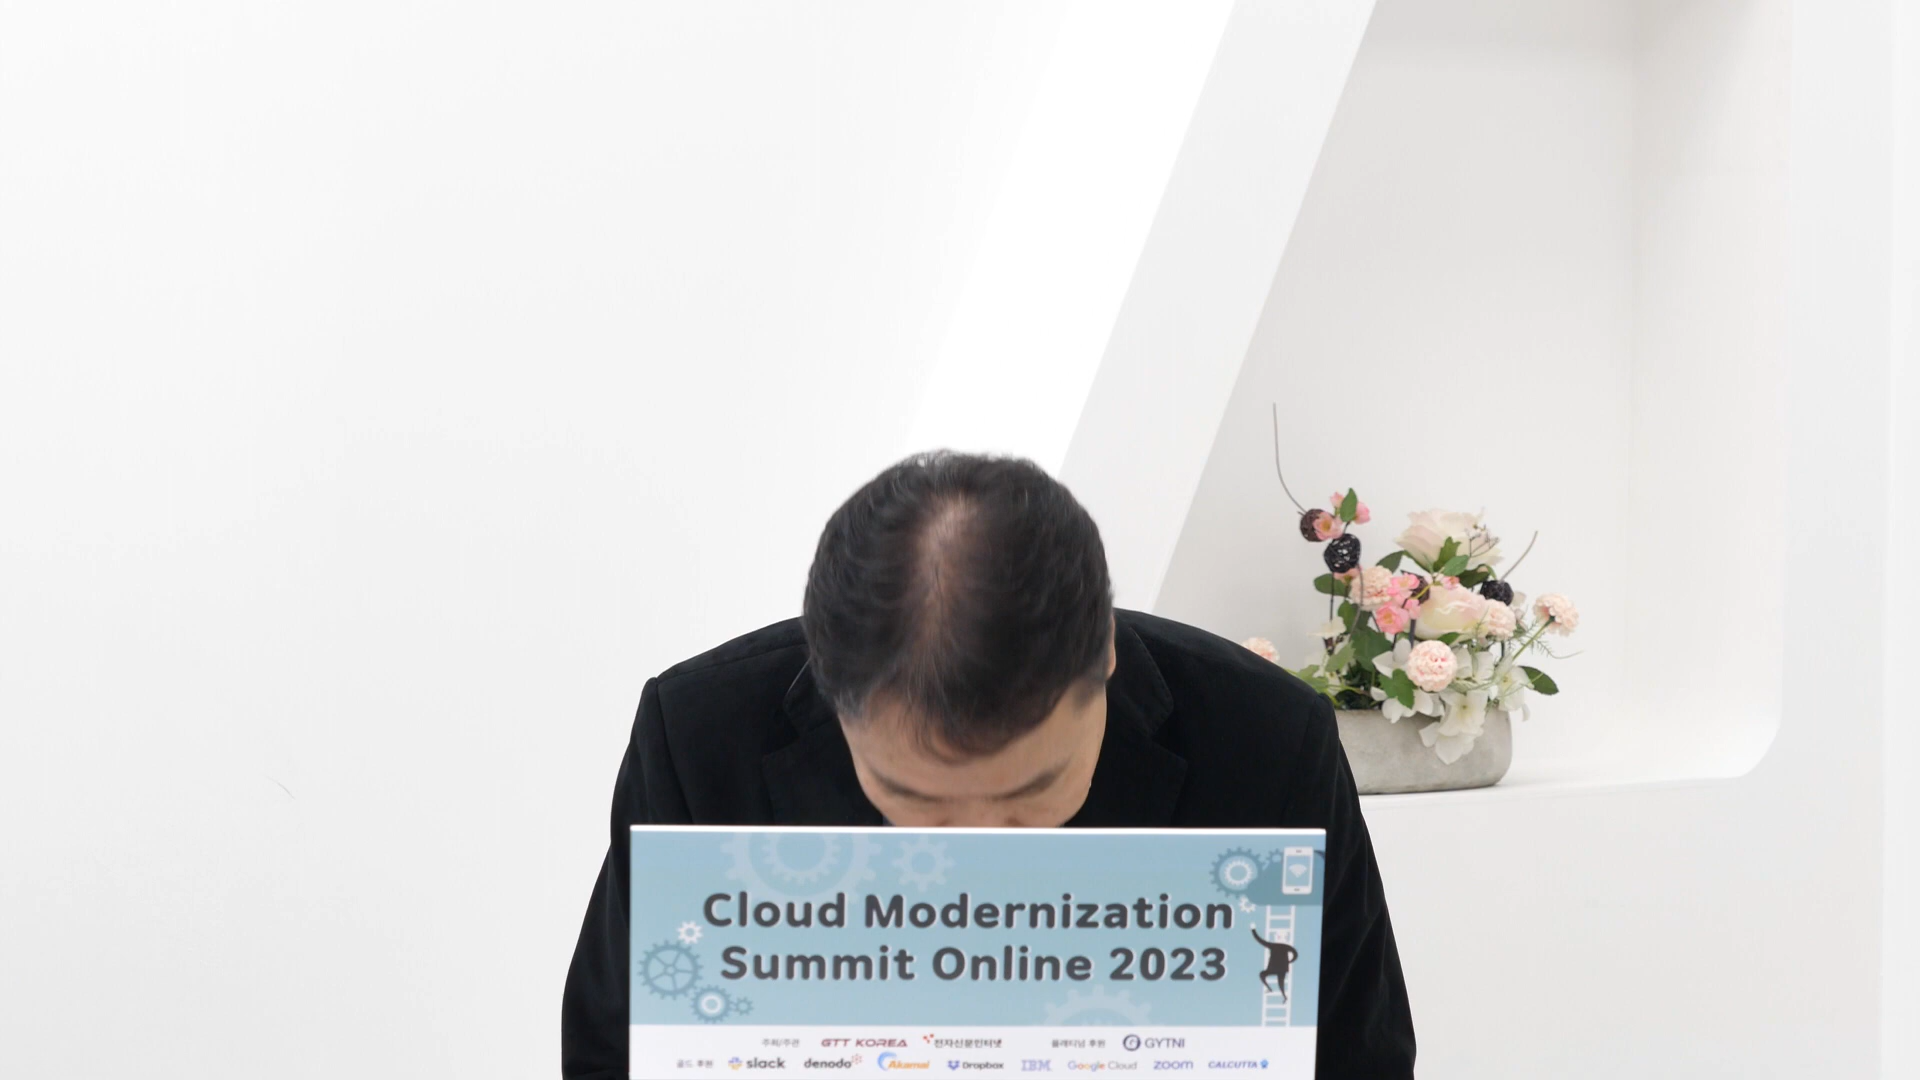 Cloud Modernization
Summit Online 2023
주최/주관 GTT KOREA 전자신문인터넷 플래티넘 후원 GYTNI
골드 후원 slack denodo Akamai Dropbox IBM Google Cloud zoom CALCUTTA